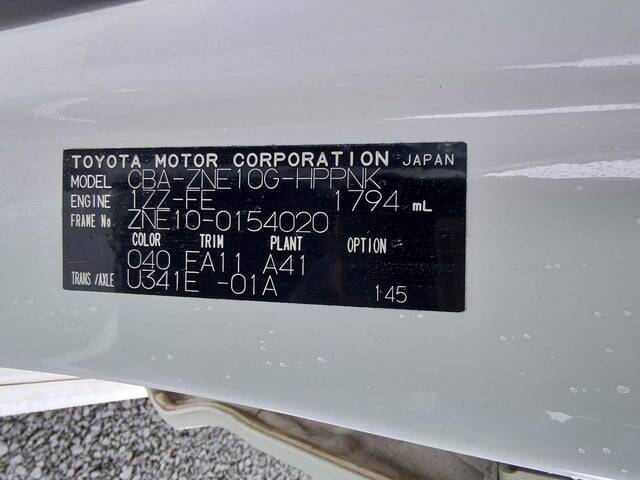 TOYOTA MOTOR CORPORATION JAPAN
MODEL CBA-ZNE10G-HPPNK
ENGINE 1ZZ-FE 1794 mL
FRAME No ZNE10-0154020
COLOR TRIM PLANT OPTION
040 EA11 A41
TRANS/AXLE U341E -01A 145